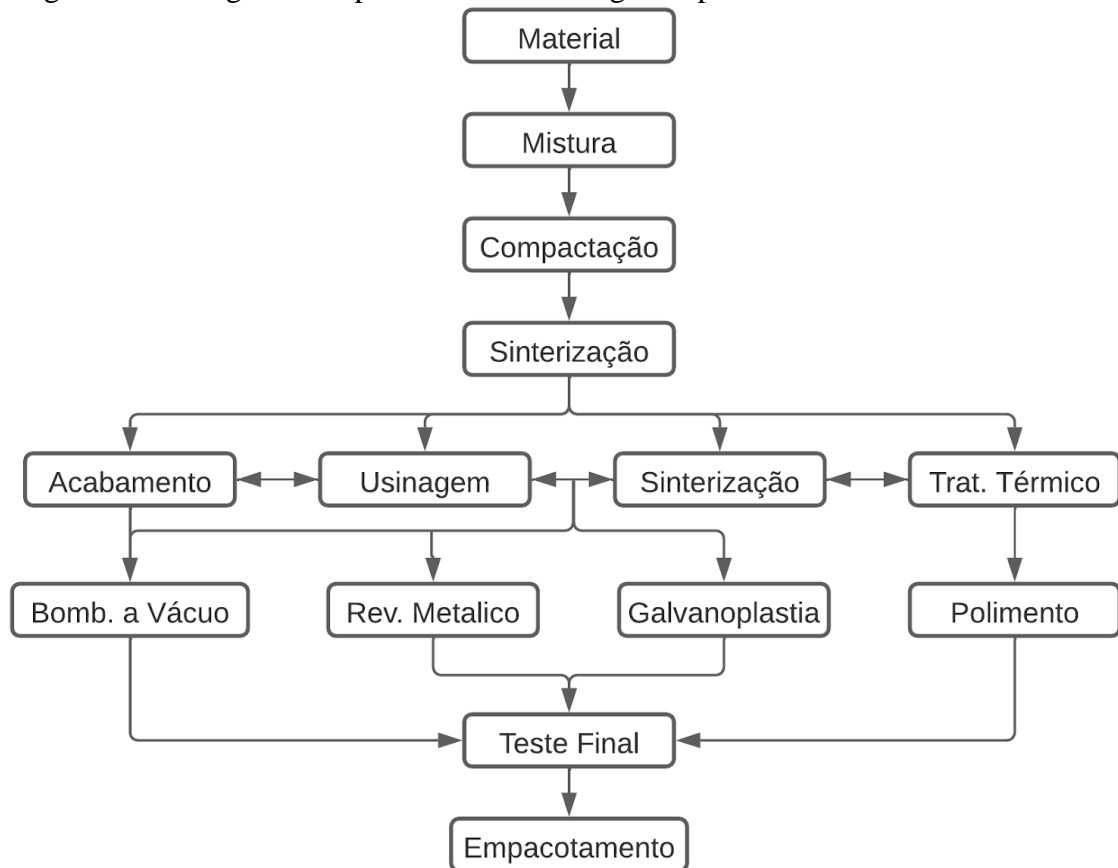 Material
Mistura
Compactação
Sinterização
Acabamento
Usinagem
Sinterização
Trat. Térmico
Bomb. a Vácuo
Rev. Metalico
Galvanoplastia
Polimento
Teste Final
Empacotamento